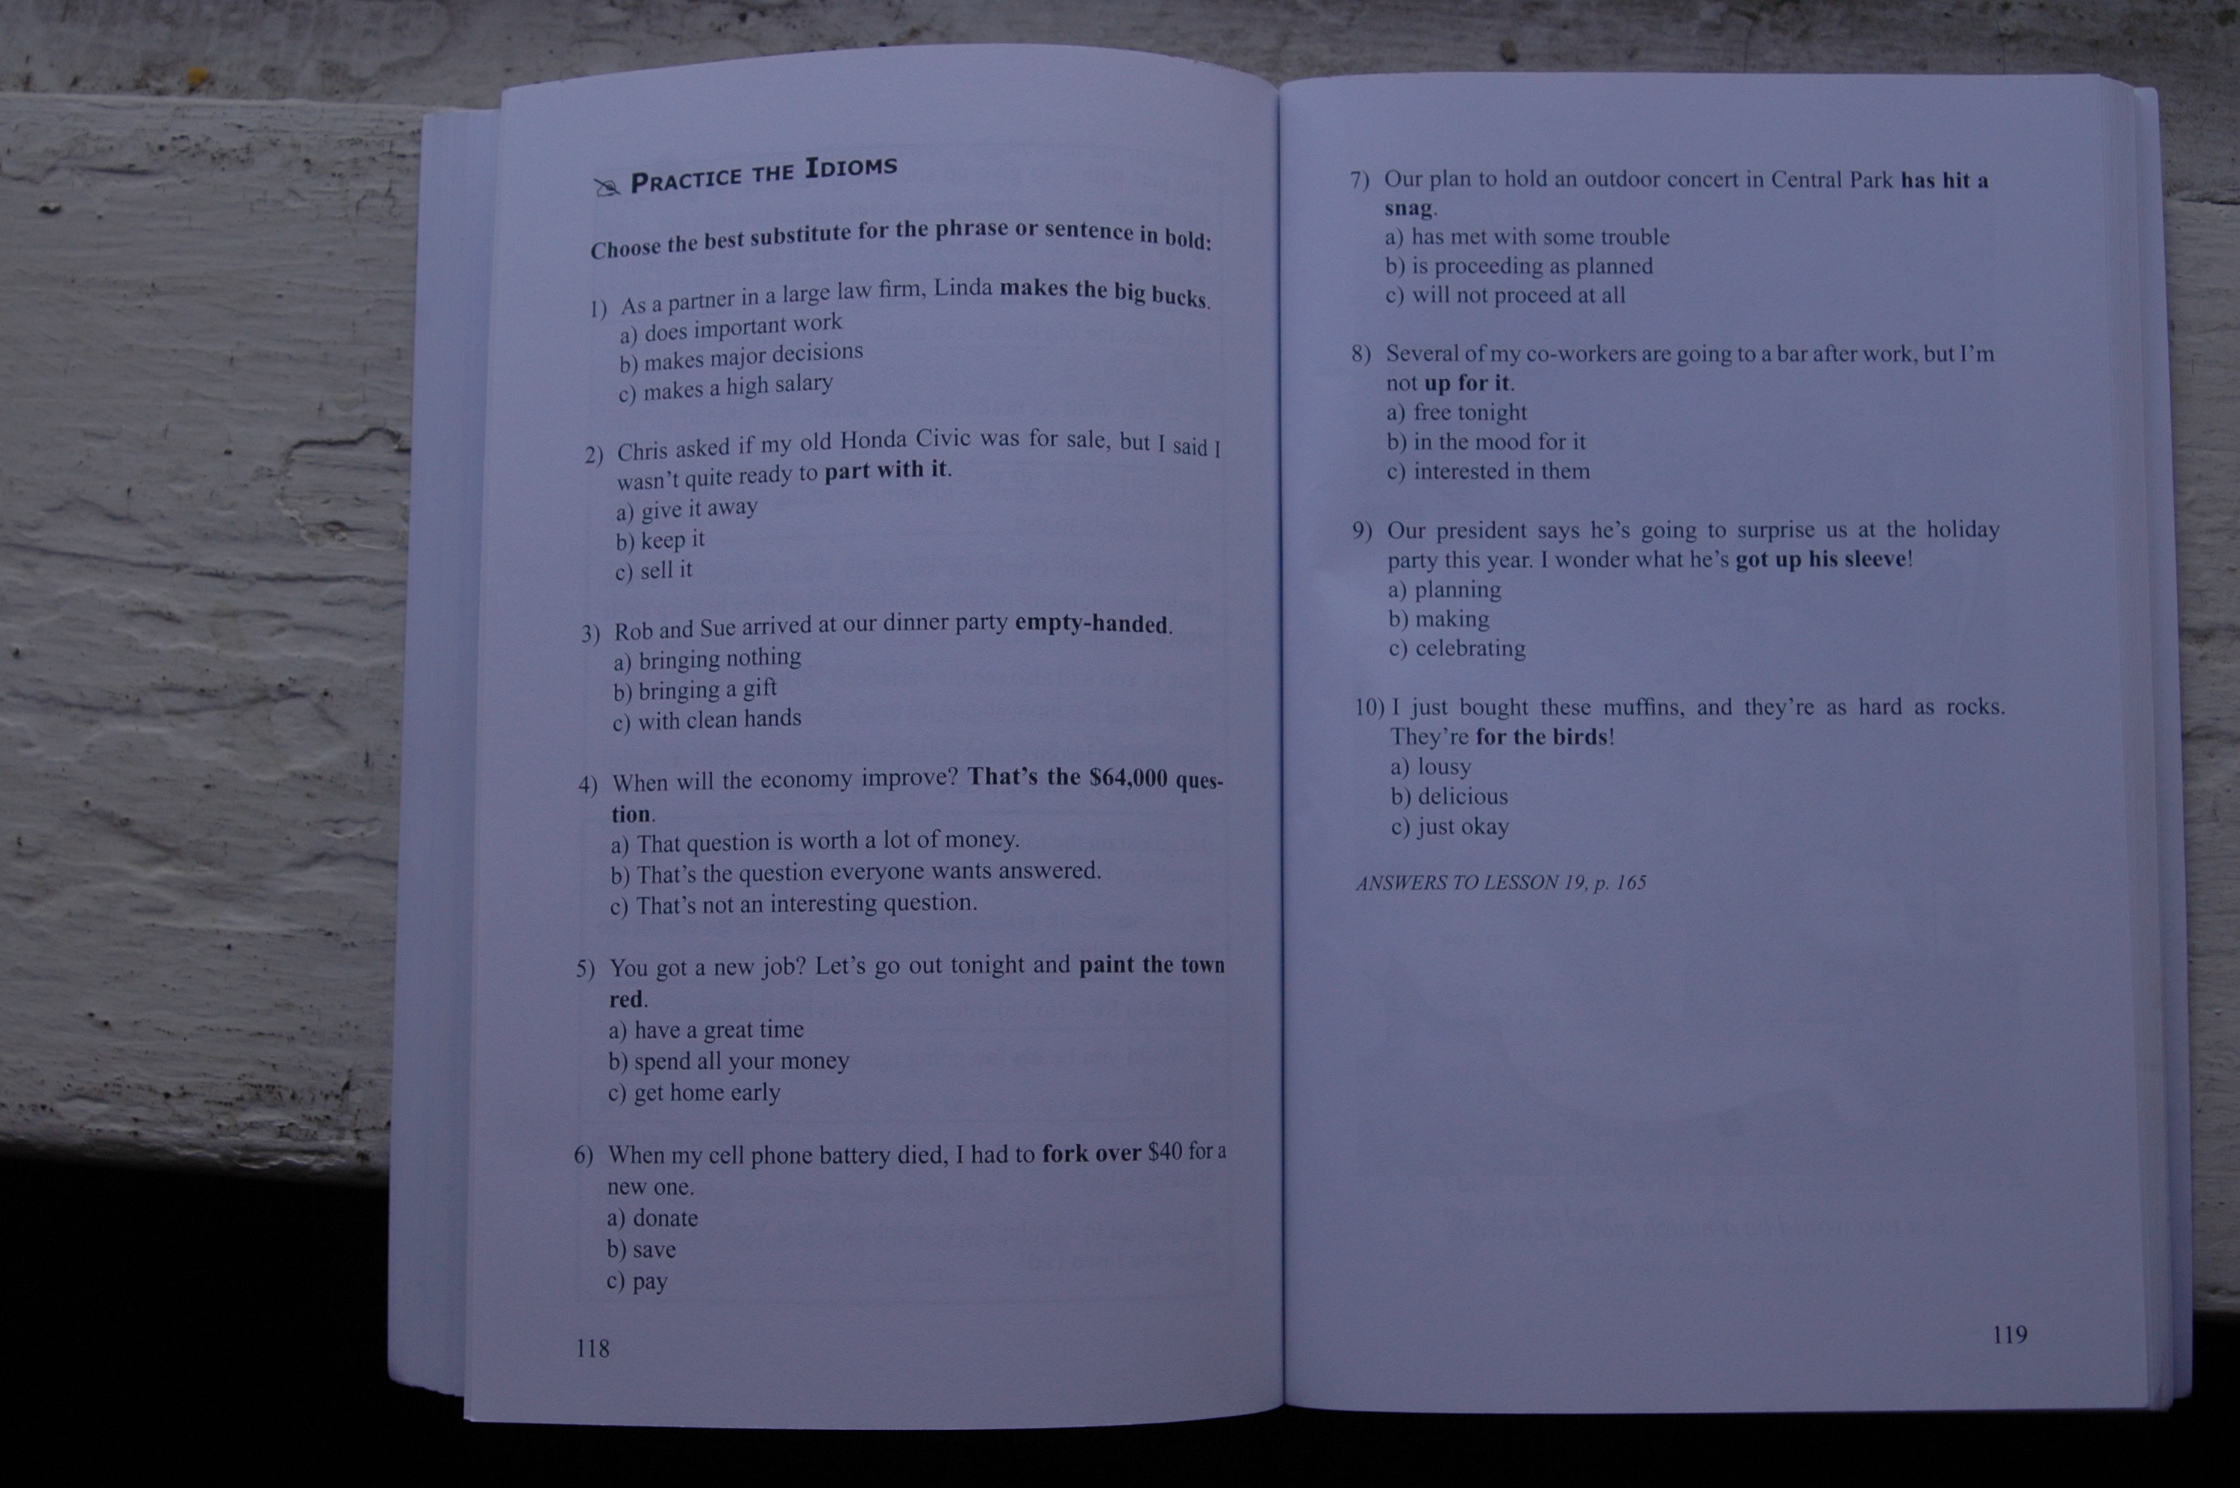 PRACTICE THE IDIOMS
Choose the best substitute for the phrase or sentence in bold:
1) As a partner in a large law firm, Linda makes the big bucks.
a) does important work
b) makes major decisions
c) makes a high salary
2) Chris asked if my old Honda Civic was for sale, but I said I
wasn't quite ready to part with it.
a) give it away
b) keep it
c) sell it
3) Rob and Sue arrived at our dinner party empty-handed.
a) bringing nothing
b) bringing a gift
c) with clean hands
4) When will the economy improve? That's the $64,000 ques-
tion.
a) That question is worth a lot of money.
b) That's the question everyone wants answered.
c) That's not an interesting question.
5) You got a new job? Let's go out tonight and paint the town
red.
a) have a great time
b) spend all your money
c) get home early
6) When my cell phone battery died, I had to fork over $40 for a
new one.
a) donate
b) save
c) pay
118
7) Our plan to hold an outdoor concert in Central Park has hit a
snag.
a) has met with some trouble
b) is proceeding as planned
c) will not proceed at all
8) Several of my co-workers are going to a bar after work, but I'm
not up for it.
a) free tonight
b) in the mood for it
c) interested in them
9) Our president says he's going to surprise us at the holiday
party this year. I wonder what he's got up his sleeve!
a) planning
b) making
c) celebrating
10) I just bought these muffins, and they're as hard as rocks.
They're for the birds!
a) lousy
b) delicious
c) just okay
ANSWERS TO LESSON 19, p. 165
119